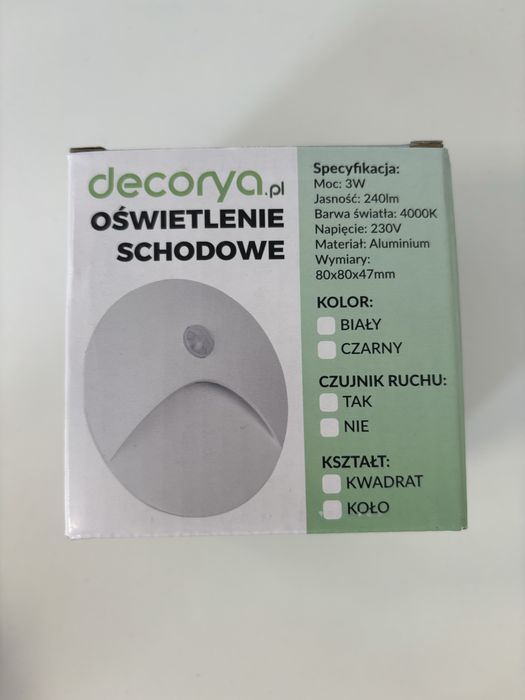 decorya.pl
OŚWIETLENIE
SCHODOWE
Specyfikacja:
Moc: 3W
Jasność: 240lm
Barwa światła: 4000K
Napięcie: 230V
Materiał: Aluminium
Wymiary:
80x80x47mm
KOLOR:
BIAŁY
CZARNY
CZUJNIK RUCHU:
TAK
NIE
KSZTAŁT:
KWADRAT
KOŁO